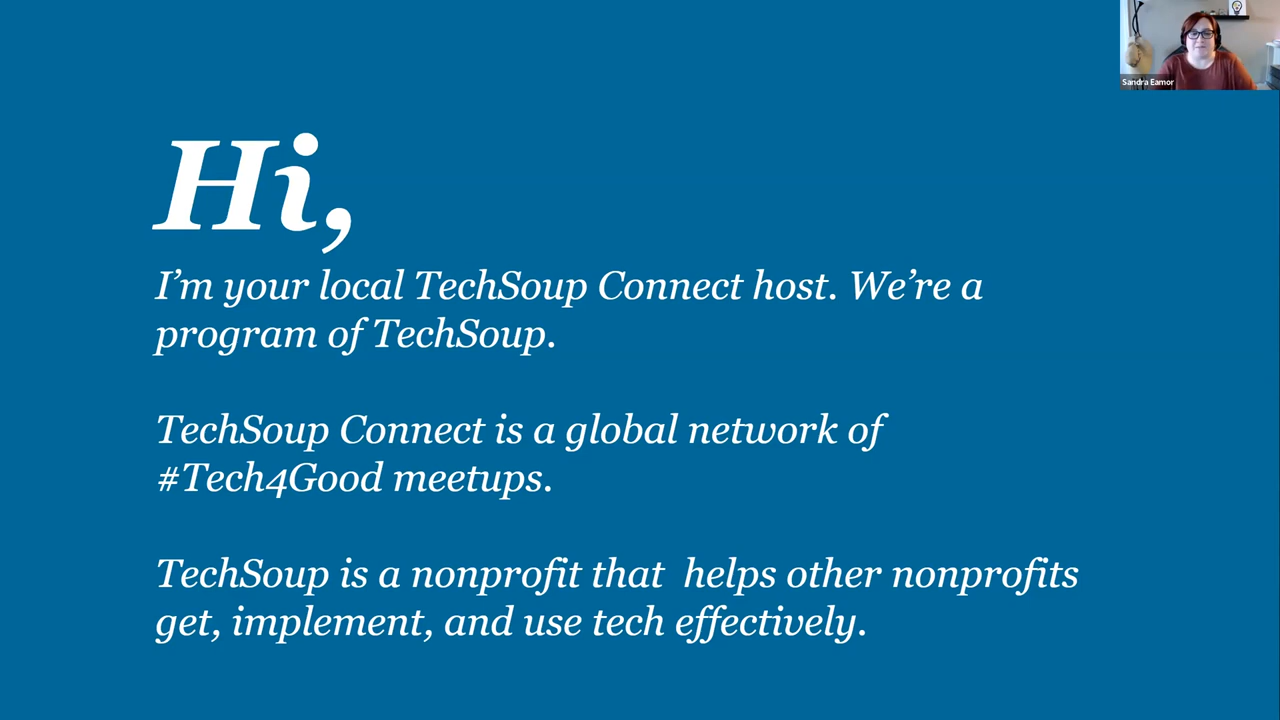 Sandra Eamor
Hi,
I’m your local TechSoup Connect host. We’re a
program of TechSoup.
TechSoup Connect is a global network of
#Tech4Good meetups.
TechSoup is a nonprofit that  helps other nonprofits
get, implement, and use tech effectively.